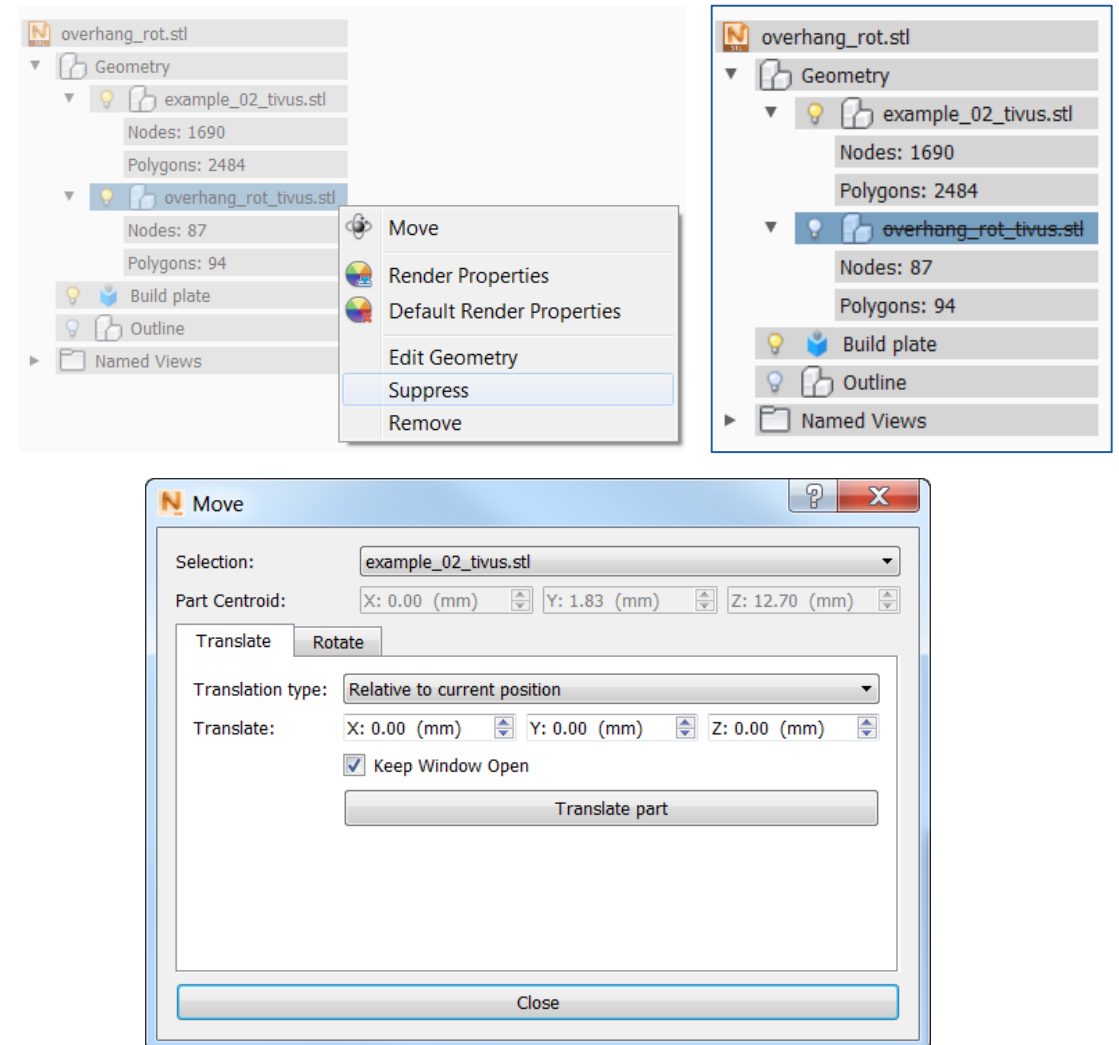 overhang_rot.stl
Geometry
example_02_tivus.stl
Nodes: 1690
Polygons: 2484
overhang_rot_tivus.stl
Nodes: 87
Polygons: 94
Build plate
Outline
Named Views
Move
Render Properties
Default Render Properties
Edit Geometry
Suppress
Remove
overhang_rot.stl
Geometry
example_02_tivus.stl
Nodes: 1690
Polygons: 2484
overhang_rot_tivus.stl
Nodes: 87
Polygons: 94
Build plate
Outline
Named Views
Move
Selection: example_02_tivus.stl
Part Centroid: X: 0.00 (mm) Y: 1.83 (mm) Z: 12.70 (mm)
Translate Rotate
Translation type: Relative to current position
Translate: X: 0.00 (mm) Y: 0.00 (mm) Z: 0.00 (mm)
Keep Window Open
Translate part
Close